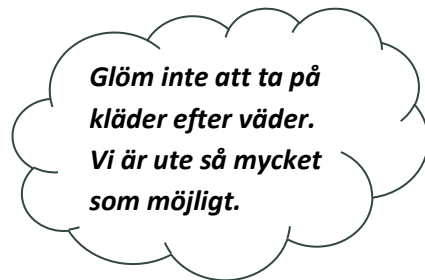 Glöm inte att ta på
kläder efter väder.
Vi är ute så mycket
som möjligt.